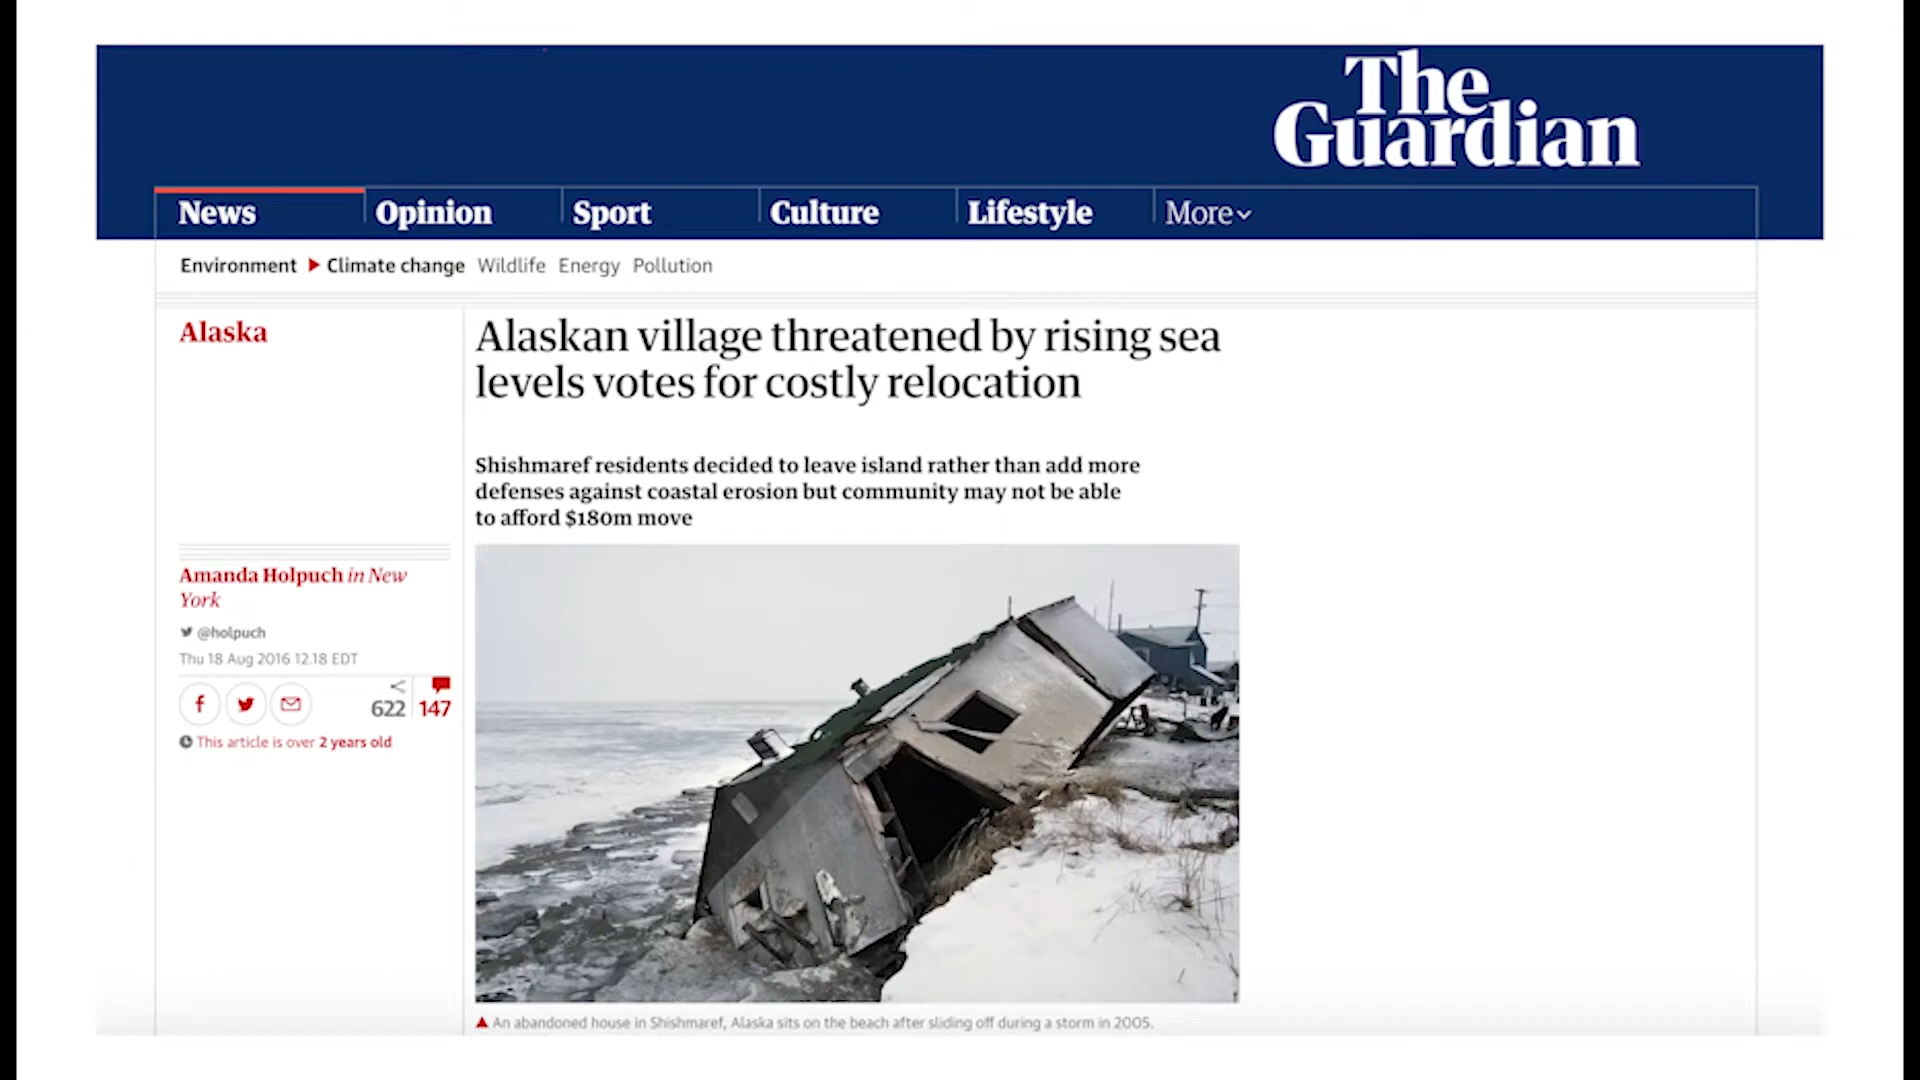 The
Guardian
News
Opinion
Sport
Culture
Lifestyle
More
Environment Climate change Wildlife Energy Pollution
Alaska
Alaskan village threatened by rising sea
levels votes for costly relocation
Shishmaref residents decided to leave island rather than add more
defenses against coastal erosion but community may not be able
to afford $180m move
Amanda Holpuch in New
York
@holpuch
Thu 18 Aug 2016 12.18 EDT
622
147
This article is over 2 years old
An abandoned house in Shishmaref, Alaska sits on the beach after sliding off during a storm in 2005.